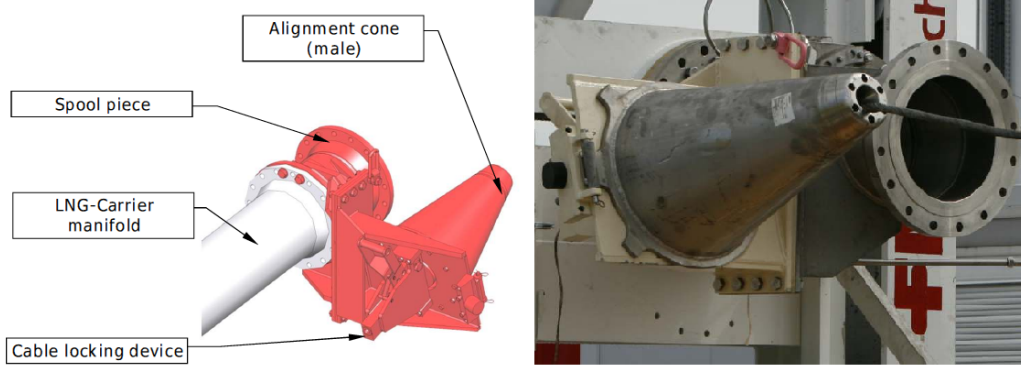 Alignment cone
(male)
Spool piece
LNG-Carrier
manifold
Cable locking device